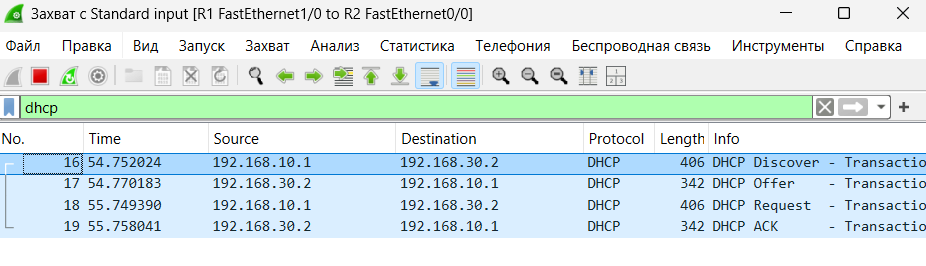 Захват с Standard input [R1 FastEthernet1/0 to R2 FastEthernet0/0]
Файл Правка Вид Запуск Захват Анализ Статистика Телефония Беспроводная связь Инструменты Справка
dhcp
No. Time Source Destination Protocol Length Info
16 54.752024 192.168.10.1 192.168.30.2 DHCP 406 DHCP Discover - Transactio
17 54.770183 192.168.30.2 192.168.10.1 DHCP 342 DHCP Offer - Transactio
18 55.749390 192.168.10.1 192.168.30.2 DHCP 406 DHCP Request - Transactio
19 55.758041 192.168.30.2 192.168.10.1 DHCP 342 DHCP ACK - Transactio